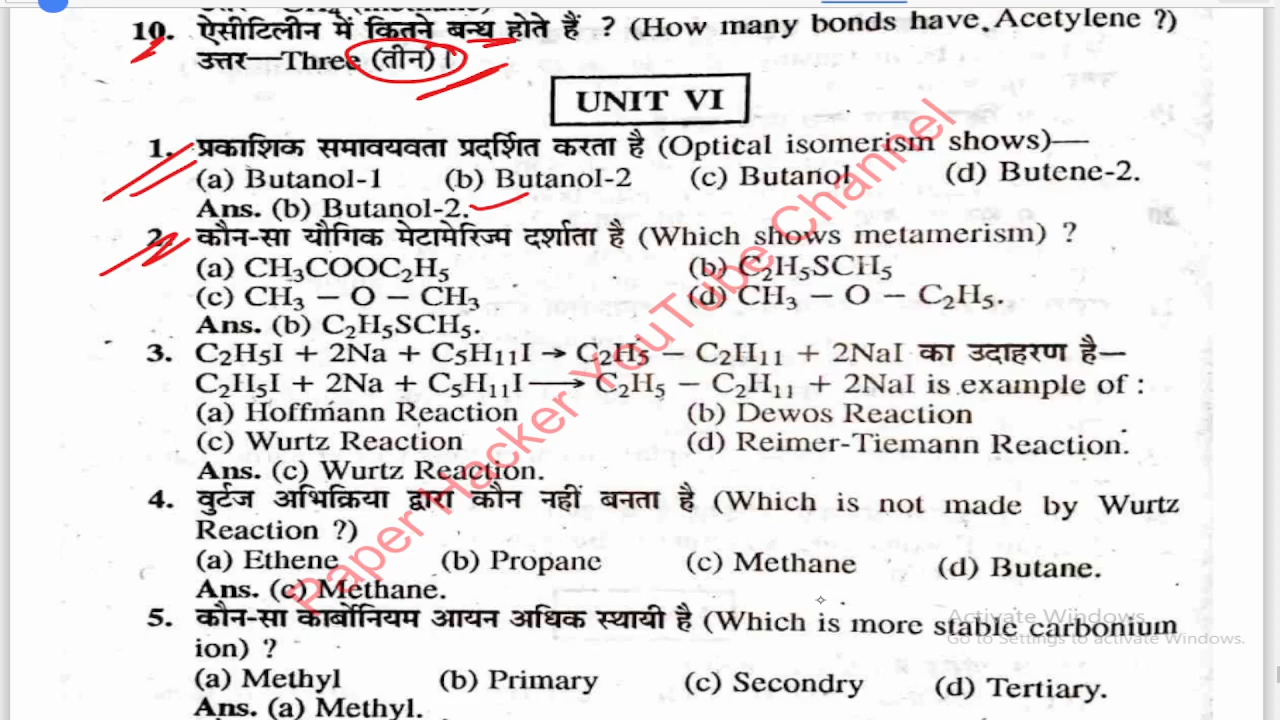 10. ऐसीटिलीन में कितने बन्ध होते हैं ? (How many bonds have Acetylene ?)
उत्तर—Three (तीन)।
UNIT VI
1. प्रकाशिक समावयवता प्रदर्शित करता है (Optical isomerism shows)—
(a) Butanol-1 (b) Butanol-2 (c) Butanol (d) Butene-2.
Ans. (b) Butanol-2.
2. कौन-सा यौगिक मेटामेरिज्म दर्शाता है (Which shows metamerism) ?
(a) CH₃COOC₂H₅ (b) C₂H₅SCH₅
(c) CH₃ – O – CH₃ (d) CH₃ – O – C₂H₅.
Ans. (b) C₂H₅SCH₅.
3. C₂H₅I + 2Na + C₅H₁₁I → C₂H₅ – C₂H₁₁ + 2NaI का उदाहरण है—
C₂H₅I + 2Na + C₅H₁₁I ⟶ C₂H₅ – C₂H₁₁ + 2NaI is example of :
(a) Hoffmann Reaction (b) Dewos Reaction
(c) Wurtz Reaction (d) Reimer-Tiemann Reaction.
Ans. (c) Wurtz Reaction.
4. वुर्टज अभिक्रिया द्वारा कौन नहीं बनता है (Which is not made by Wurtz
Reaction ?)
(a) Ethene (b) Propane (c) Methane (d) Butane.
Ans. (c) Methane.
5. कौन-सा कार्बोनियम आयन अधिक स्थायी है (Which is more stable carbonium
ion) ?
(a) Methyl (b) Primary (c) Secondry (d) Tertiary.
Ans. (a) Methyl.
Paper Hacker YouTube Channel
Activate Windows
Go to Settings to activate Windows.